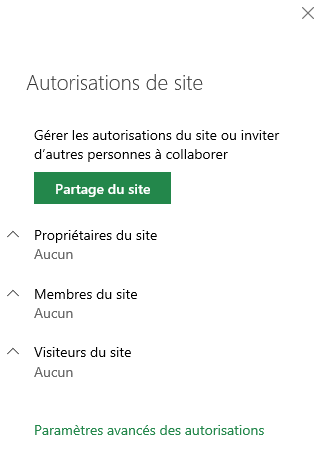 Autorisations de site
Gérer les autorisations du site ou inviter
d’autres personnes à collaborer
Partage du site
Propriétaires du site
Aucun
Membres du site
Aucun
Visiteurs du site
Aucun
Paramètres avancés des autorisations